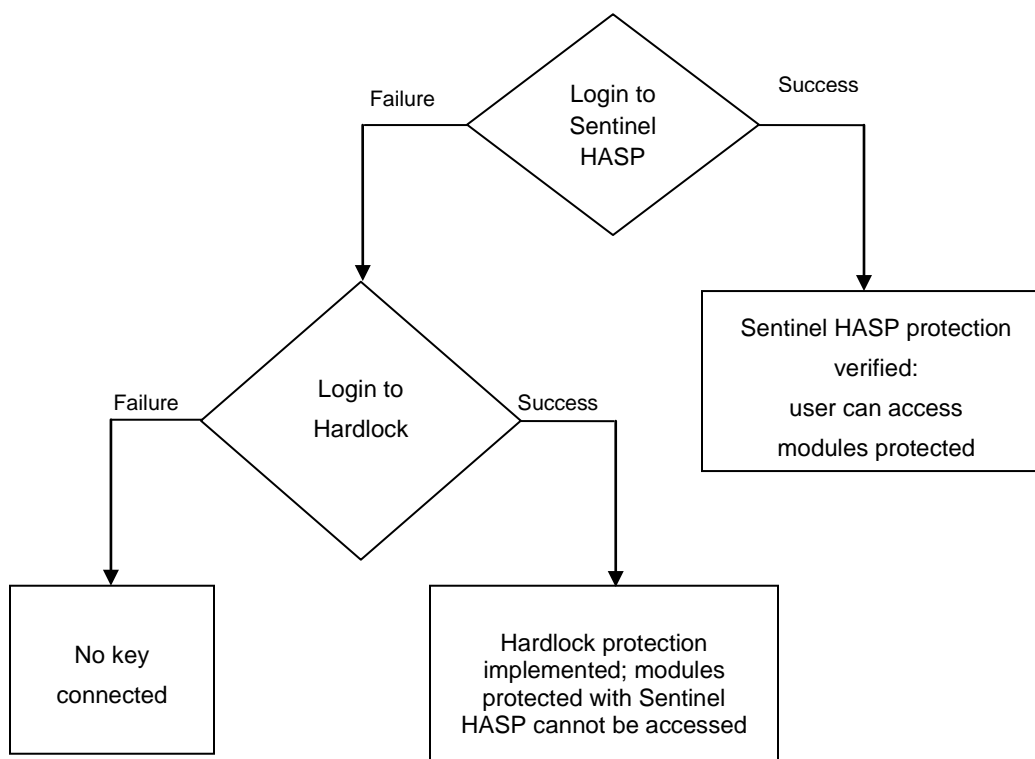 Failure
Login to
Sentinel
HASP
Success
Sentinel HASP protection
verified:
user can access
modules protected
Failure
Login to
Hardlock
Success
No key
connected
Hardlock protection
implemented; modules
protected with Sentinel
HASP cannot be accessed